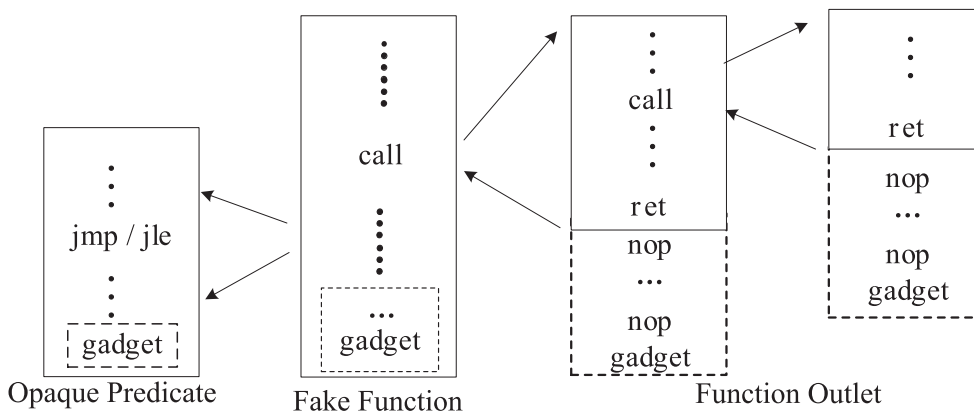 jmp / jle
gadget
Opaque Predicate
call
...
gadget
Fake Function
call
ret
nop
...
nop
gadget
ret
nop
...
nop
gadget
Function Outlet